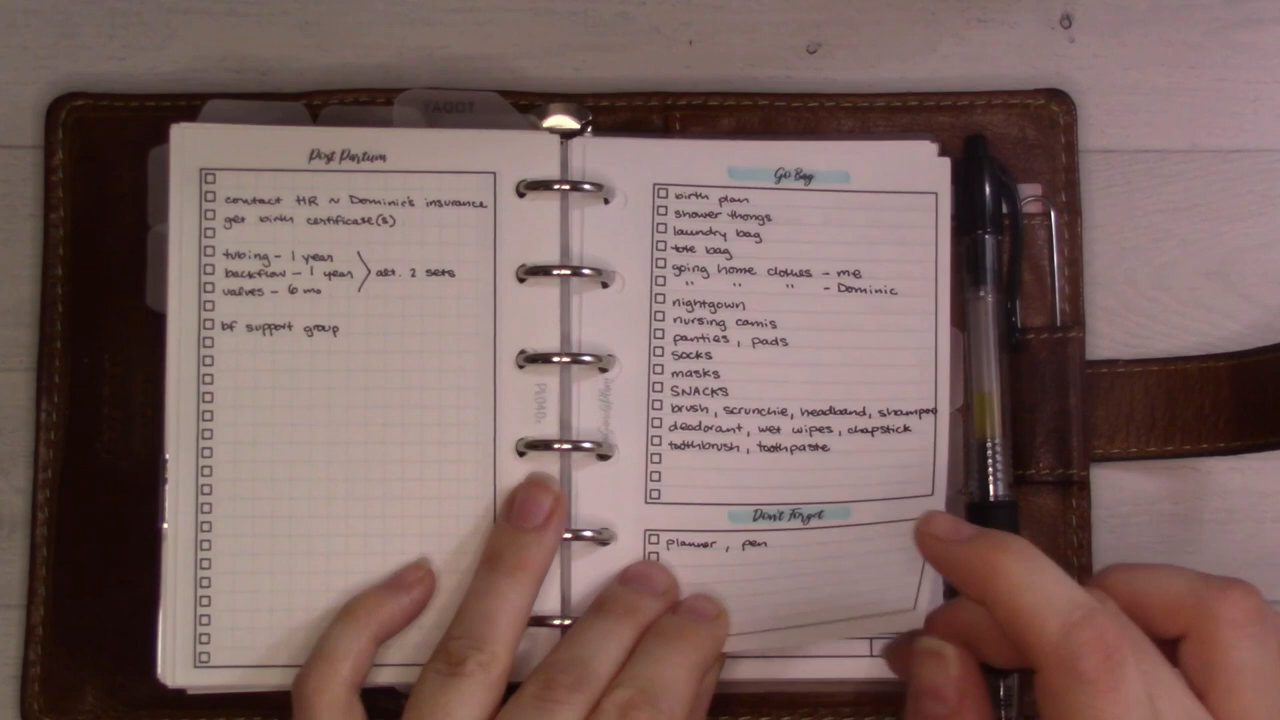 TODAY
Post Partum
contact HR ~ Dominic's insurance
get birth certificate(s)
tubing - 1 year
backflow - 1 year
valves - 6 mo
alt. 2 sets
bf support group
Go Bag
birth plan
shower thongs
laundry bag
tote bag
going home clothes - me
" " " - Dominic
nightgown
nursing camis
panties, pads
socks
masks
SNACKS
brush, scrunchie, headband, shampoo
deodorant, wet wipes, chapstick
toothbrush, toothpaste
Don't Forget
planner, pen